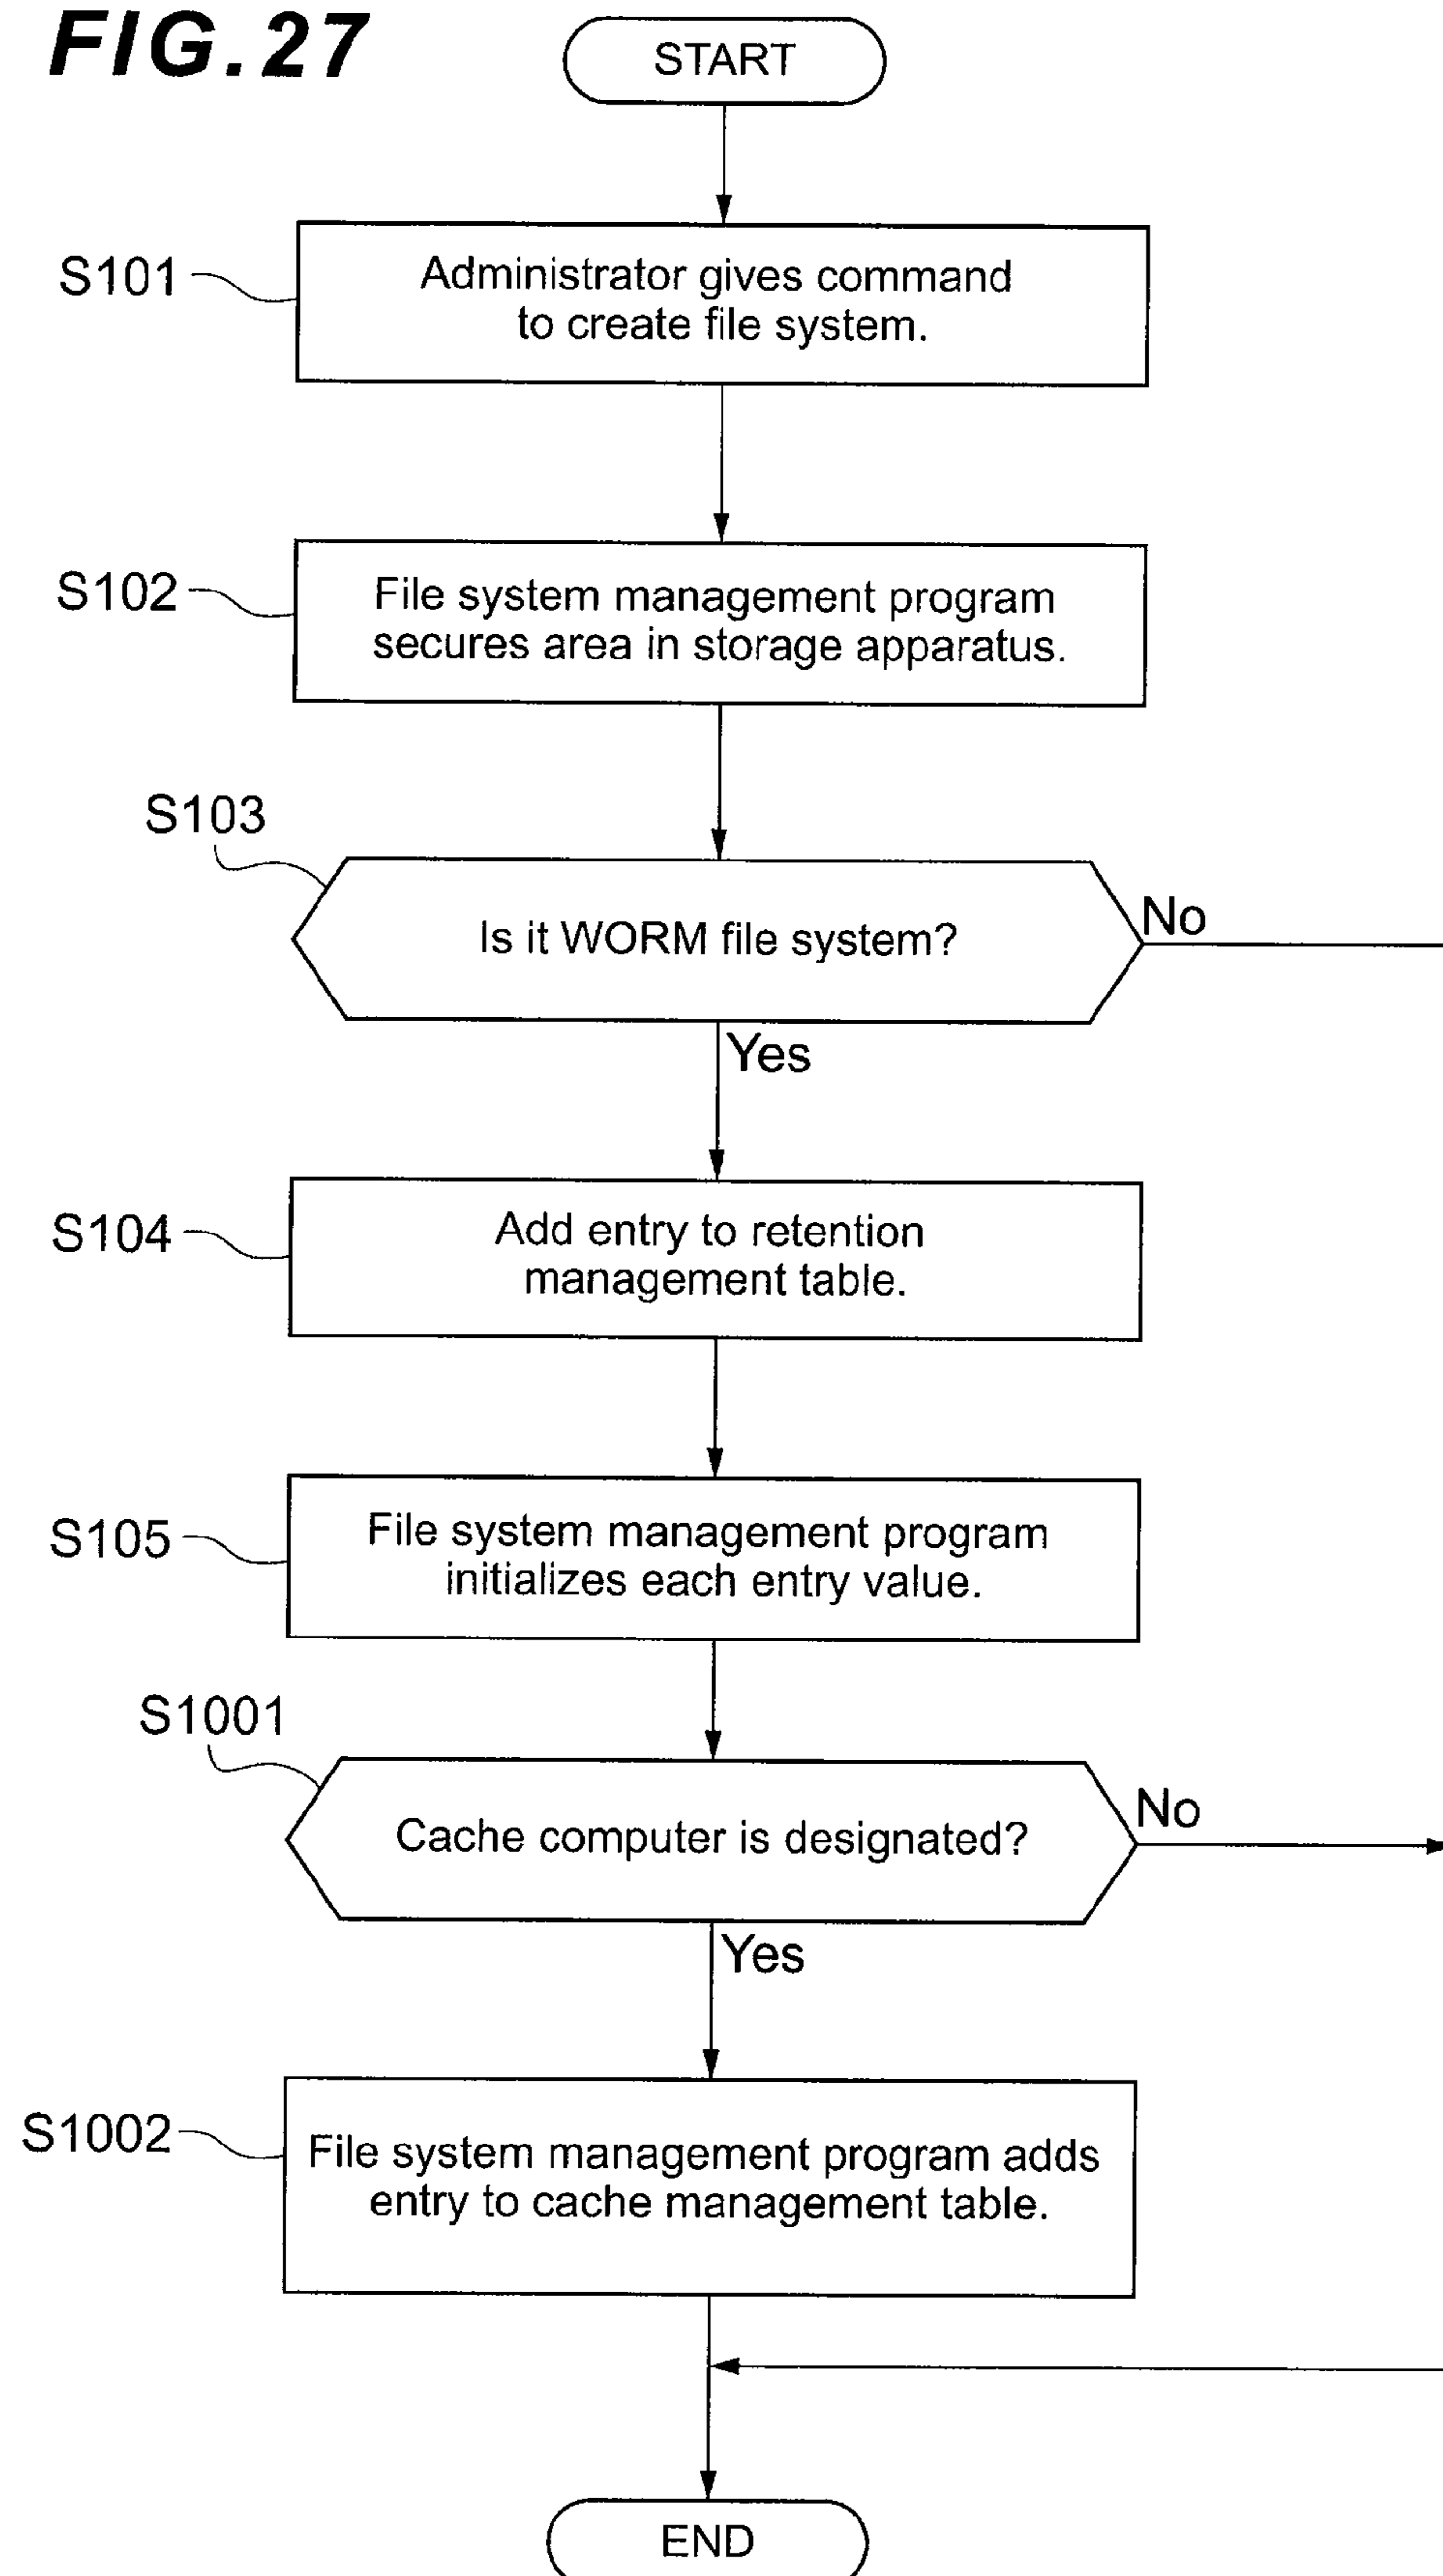 FIG.27
START
S101
Administrator gives command
to create file system.
S102
File system management program
secures area in storage apparatus.
S103
Is it WORM file system?
No
Yes
S104
Add entry to retention
management table.
S105
File system management program
initializes each entry value.
S1001
Cache computer is designated?
No
Yes
S1002
File system management program adds
entry to cache management table.
END